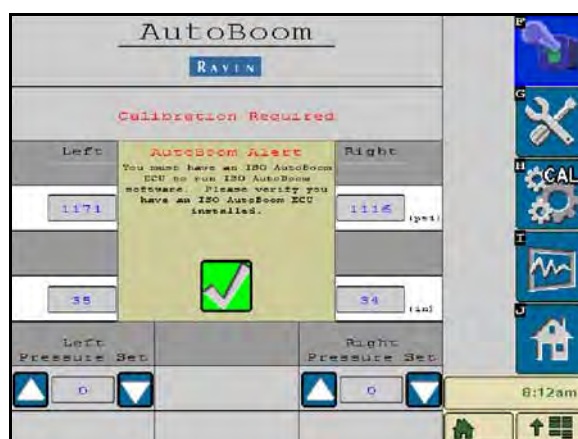 AutoBoom
RAVEN
Calibration Required
Left
Right
AutoBoom Alert
You must have an ISO AutoBoom
ECU to run ISO AutoBoom
software. Please verify you
have an ISO AutoBoom ECU
installed.
1171
1116
(psi)
35
34
(in)
Left
Pressure Set
Right
Pressure Set
0
0
F
G
H
CAL
I
J
8:12am